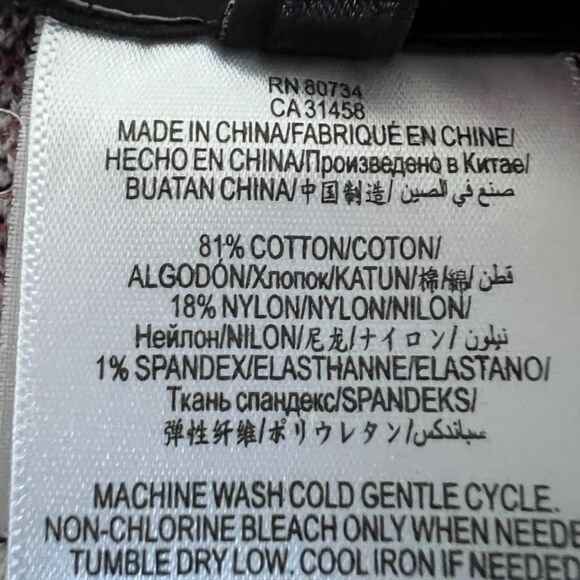 RN 80734
CA 31458
MADE IN CHINA/FABRIQUÉ EN CHINE/
HECHO EN CHINA/Произведено в Китае/
BUATAN CHINA/中国制造/ صنع في الصين
81% COTTON/COTON/
ALGODÓN/Хлопок/KATUN/棉/綿/ قطن
18% NYLON/NYLON/NILON/
Нейлон/NILON/尼龙/ナイロン/ نيلون
1% SPANDEX/ELASTHANNE/ELASTANO/
Ткань спандекс/SPANDEKS/
弹性纤维/ポリウレタン/ سباندكس
MACHINE WASH COLD GENTLE CYCLE.
NON-CHLORINE BLEACH ONLY WHEN NEEDE
TUMBLE DRY LOW. COOL IRON IF NEEDED